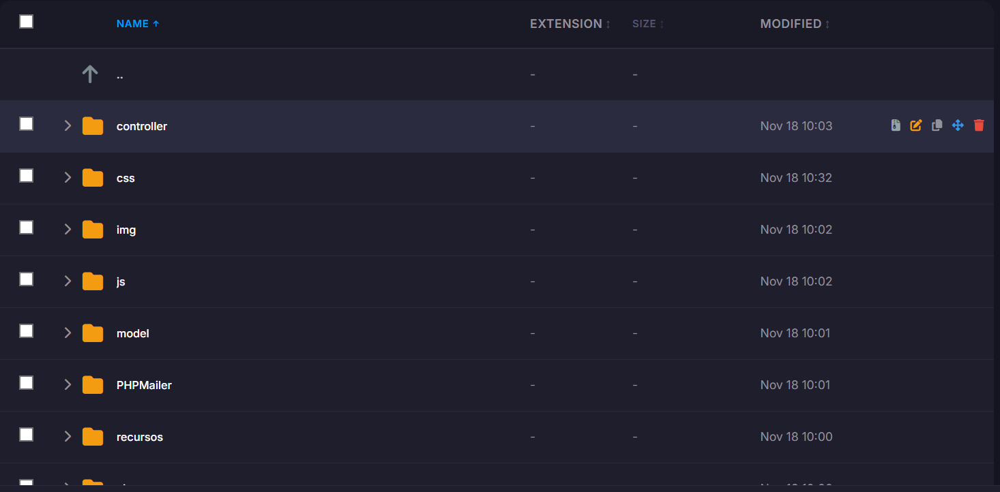 NAME ↑ EXTENSION ↕ SIZE ↕ MODIFIED ↕
.. - -
controller - - Nov 18 10:03
css - - Nov 18 10:32
img - - Nov 18 10:02
js - - Nov 18 10:02
model - - Nov 18 10:01
PHPMailer - - Nov 18 10:01
recursos - - Nov 18 10:00